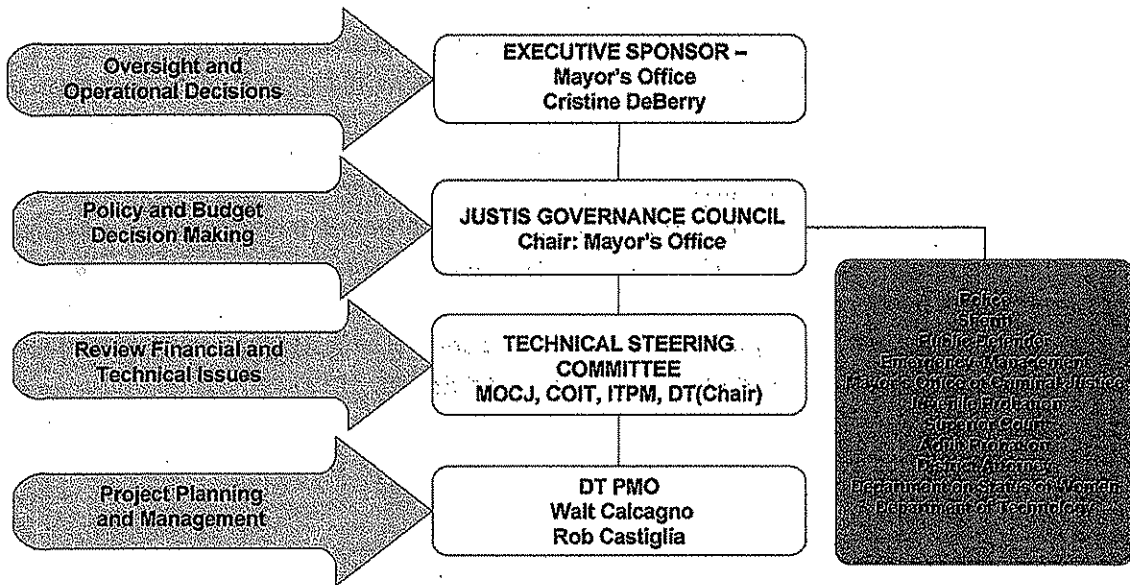 Oversight and
Operational Decisions
EXECUTIVE SPONSOR –
Mayor's Office
Cristine DeBerry
Policy and Budget
Decision Making
JUSTIS GOVERNANCE COUNCIL
Chair: Mayor's Office
Review Financial and
Technical Issues
TECHNICAL STEERING
COMMITTEE
MOCJ, COIT, ITPM, DT(Chair)
Project Planning
and Management
DT PMO
Walt Calcagno
Rob Castiglia
Police
Sheriff
Public Defender
Emergency Management
Mayor's Office of Criminal Justice
Juvenile Probation
Superior Court
Adult Probation
District Attorney
Department on Status of Women
Department of Technology